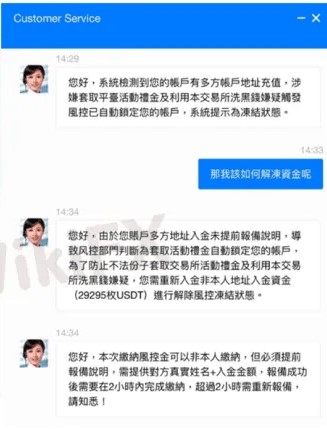 Customer Service
14:29
您好，系統檢測到您的帳戶有多方帳戶地址充值，涉
嫌套取平臺活動禮金及利用本交易所洗黑錢嫌疑觸發
風控已自動鎖定您的帳戶，系統提示為凍結狀態。
14:33
那我該如何解凍資金呢
14:34
您好，由於您賬戶多方地址入金未提前報備說明，導
致风控部門判斷為套取活動禮金自動鎖定您的帳戶，
為了防止不法份子套取交易所活動禮金及利用本交易
所洗黑錢嫌疑，您需重新入金非本人地址入金資金
（29295枚USDT）進行解除風控凍結狀態。
14:34
您好，本次繳納風控金可以非本人繳納，但必須提前
報備說明，需提供對方真實姓名+入金金額，報備成功
後需要在2小時內完成繳納，超過2小時需重新報備，
請知悉！